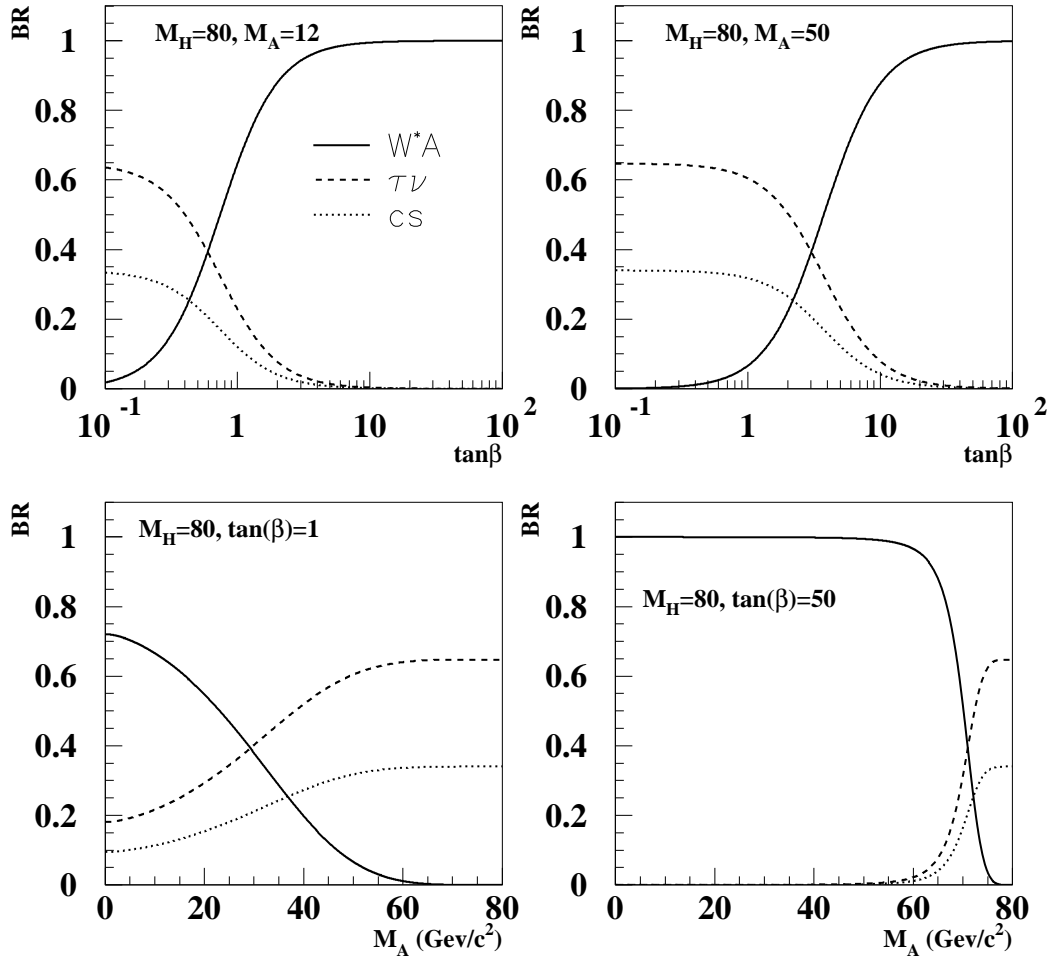 BR
M_H=80, M_A=12
1
0.8
0.6
0.4
0.2
0
W*A
τν
cs
10^-1
1
10
10^2
tanβ
BR
M_H=80, M_A=50
1
0.8
0.6
0.4
0.2
0
10^-1
1
10
10^2
tanβ
BR
M_H=80, tan(β)=1
1
0.8
0.6
0.4
0.2
0
0 20 40 60 80
M_A (Gev/c^2)
BR
M_H=80, tan(β)=50
1
0.8
0.6
0.4
0.2
0
0 20 40 60 80
M_A (Gev/c^2)